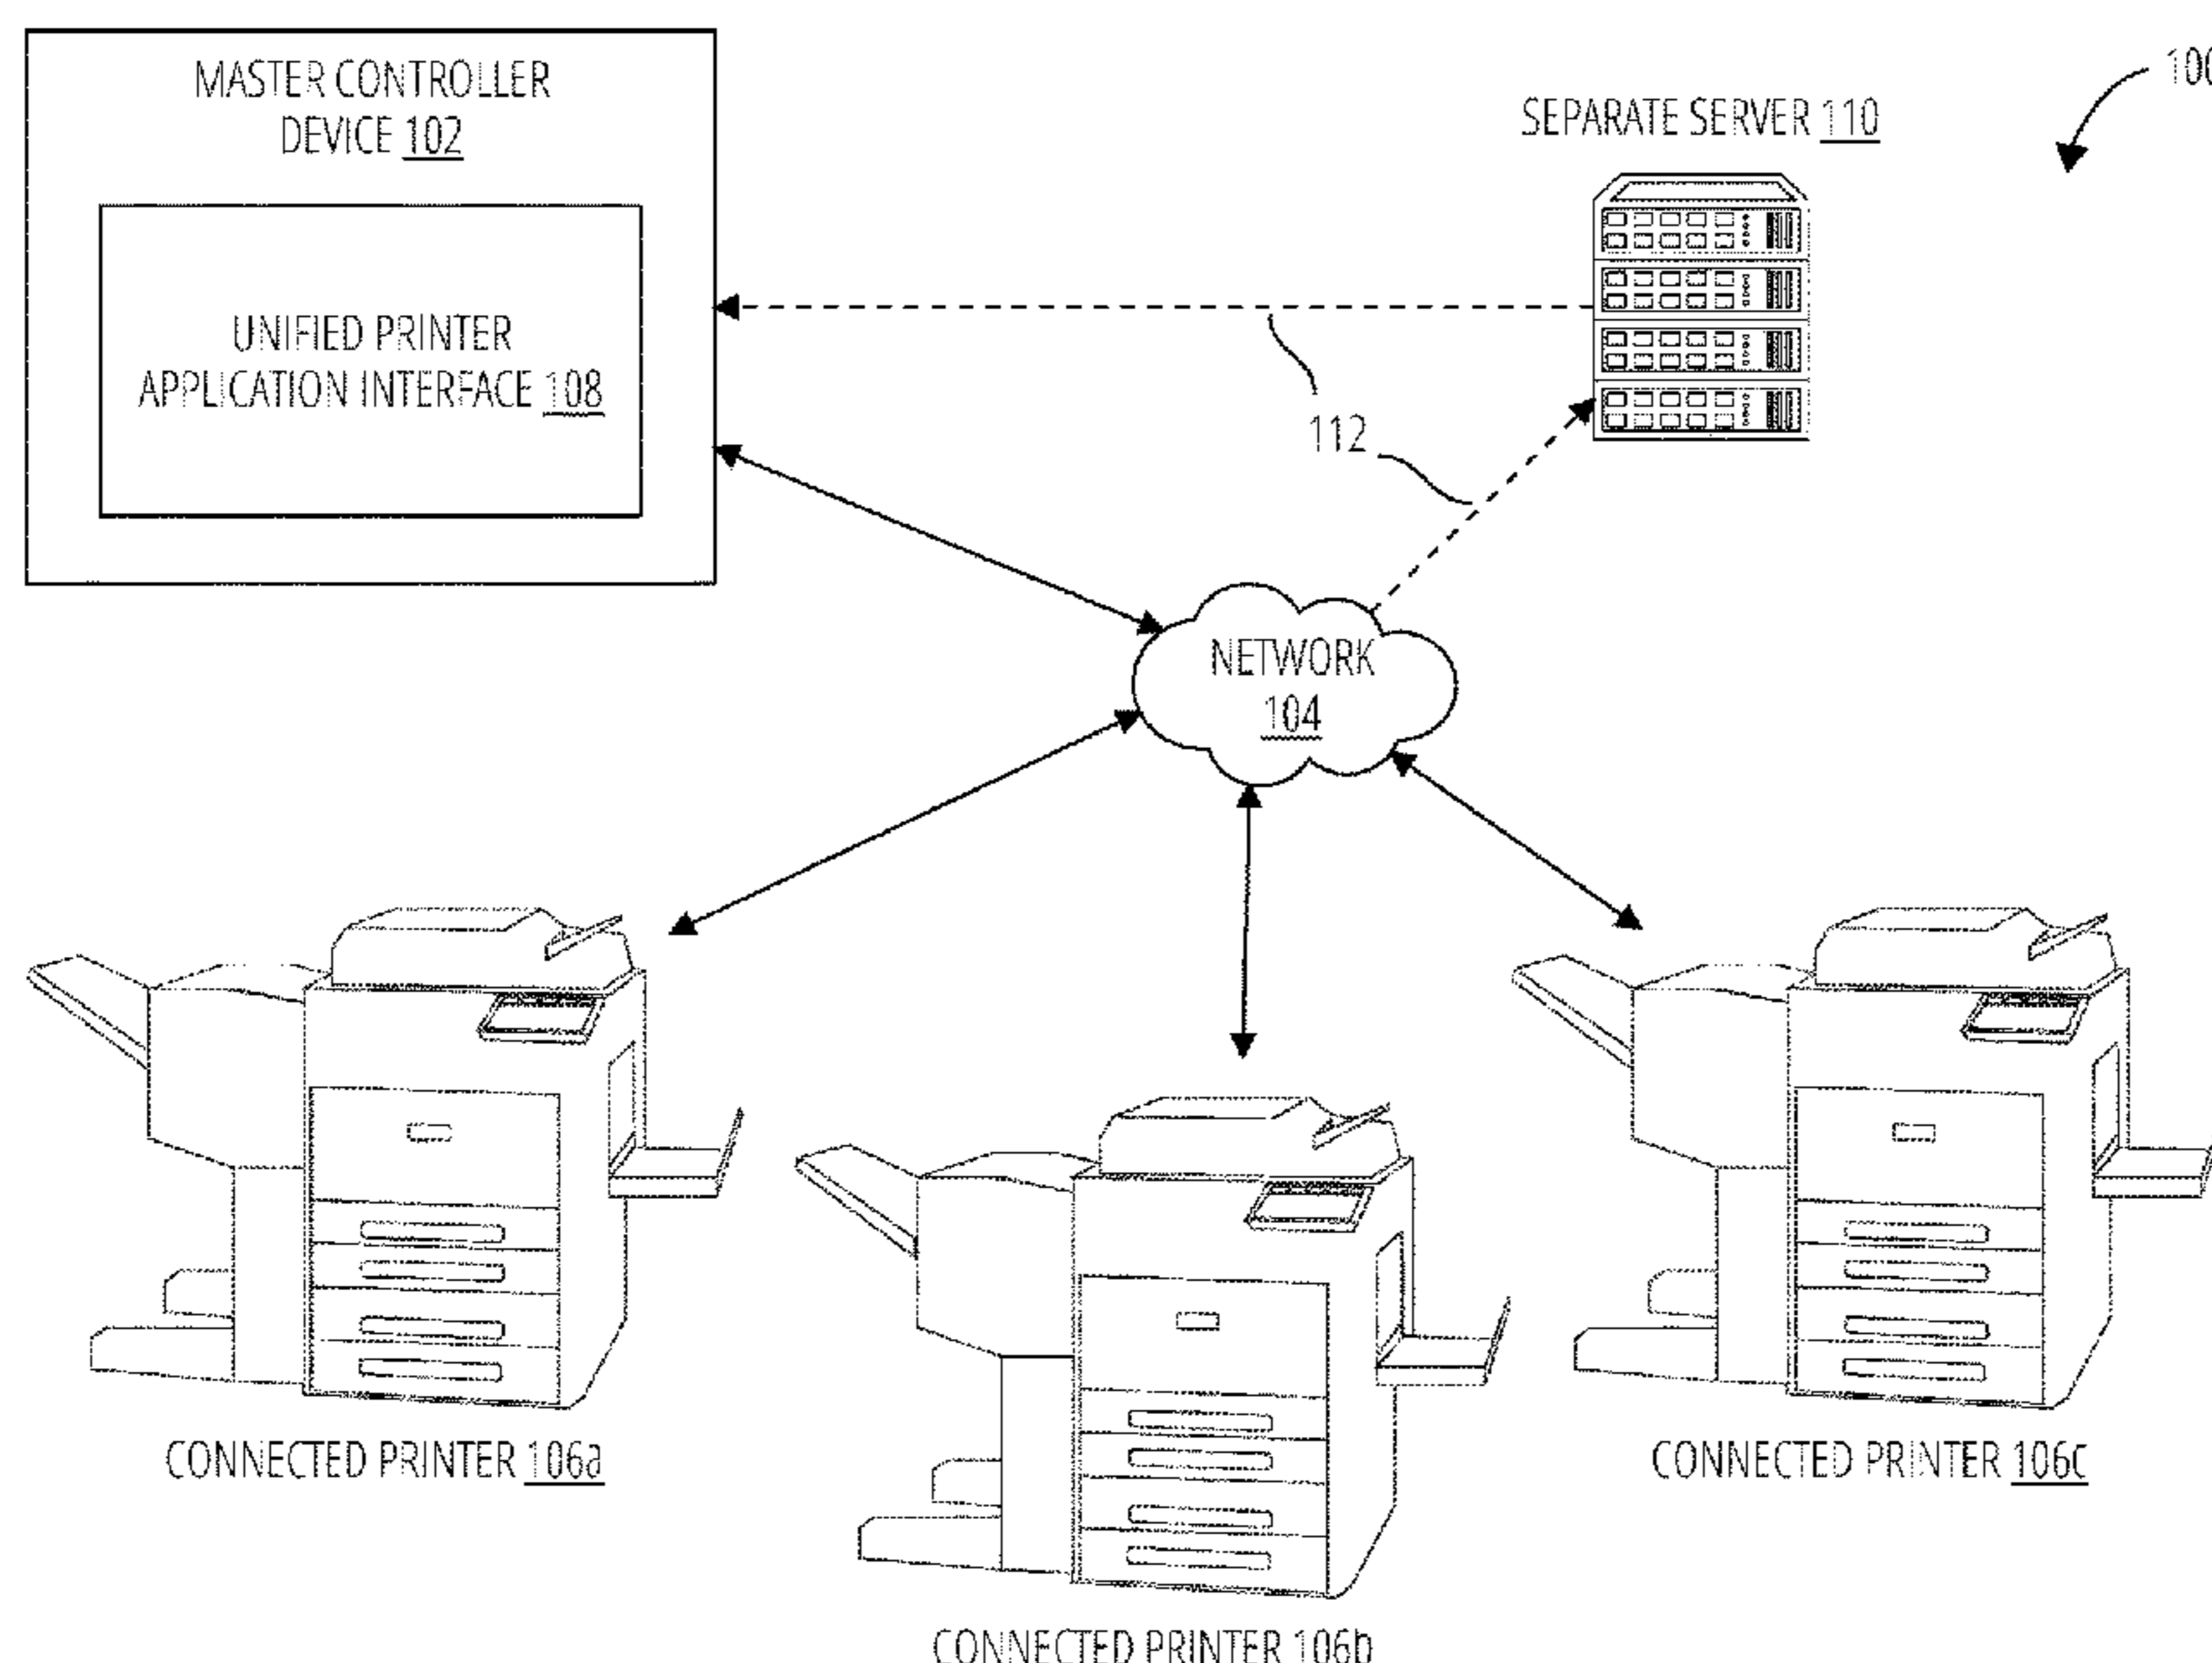 MASTER CONTROLLER
DEVICE 102
UNIFIED PRINTER
APPLICATION INTERFACE 108
SEPARATE SERVER 110
100
112
NETWORK
104
CONNECTED PRINTER 106a
CONNECTED PRINTER 106b
CONNECTED PRINTER 106c